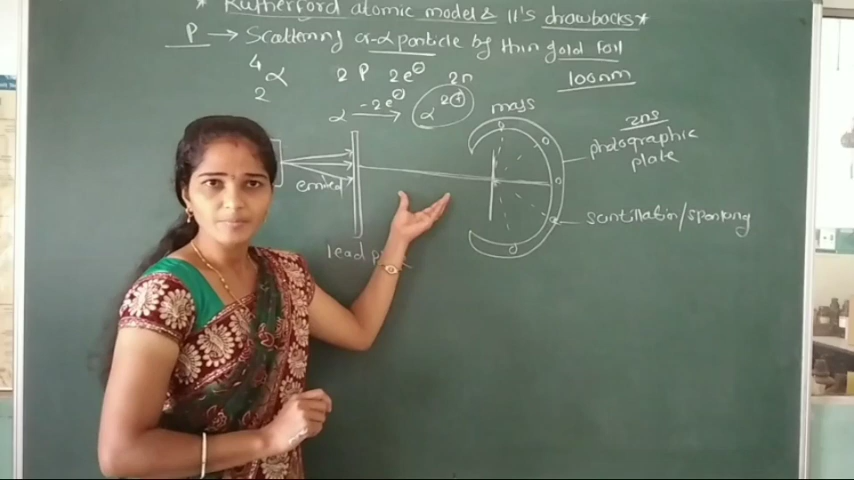 * Rutherford atomic model & It's drawbacks *
P → Scattering of α particle by thin gold foil
4 α 2P 2e⊖ 2n 100nm
2
α -2e⊖ → α 2⊕ mass
zns
photographic
plate
emitted
scintillation/sparking
lead p